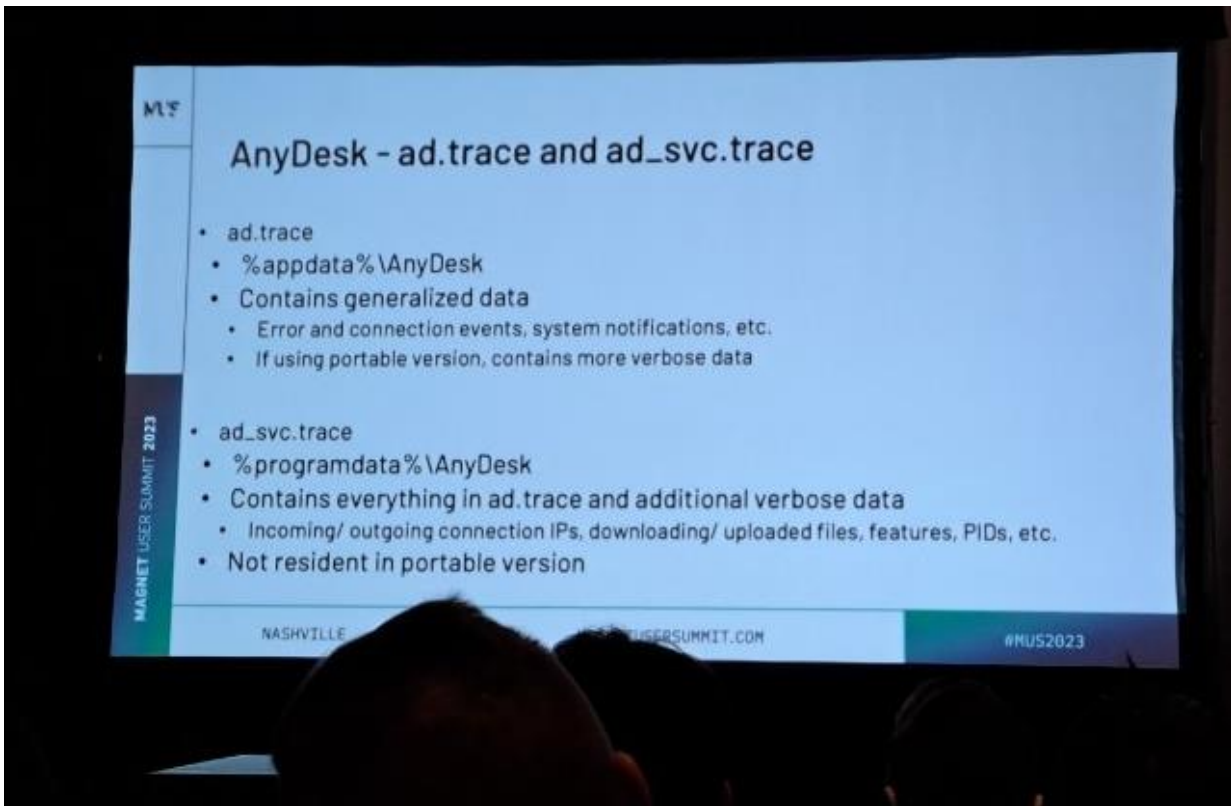 MUS
AnyDesk - ad.trace and ad_svc.trace
• ad.trace
• %appdata%\AnyDesk
• Contains generalized data
• Error and connection events, system notifications, etc.
• If using portable version, contains more verbose data
• ad_svc.trace
• %programdata%\AnyDesk
• Contains everything in ad.trace and additional verbose data
• Incoming/ outgoing connection IPs, downloading/ uploaded files, features, PIDs, etc.
• Not resident in portable version
MAGNET USER SUMMIT 2023
NASHVILLE
USERSUMMIT.COM
#MUS2023